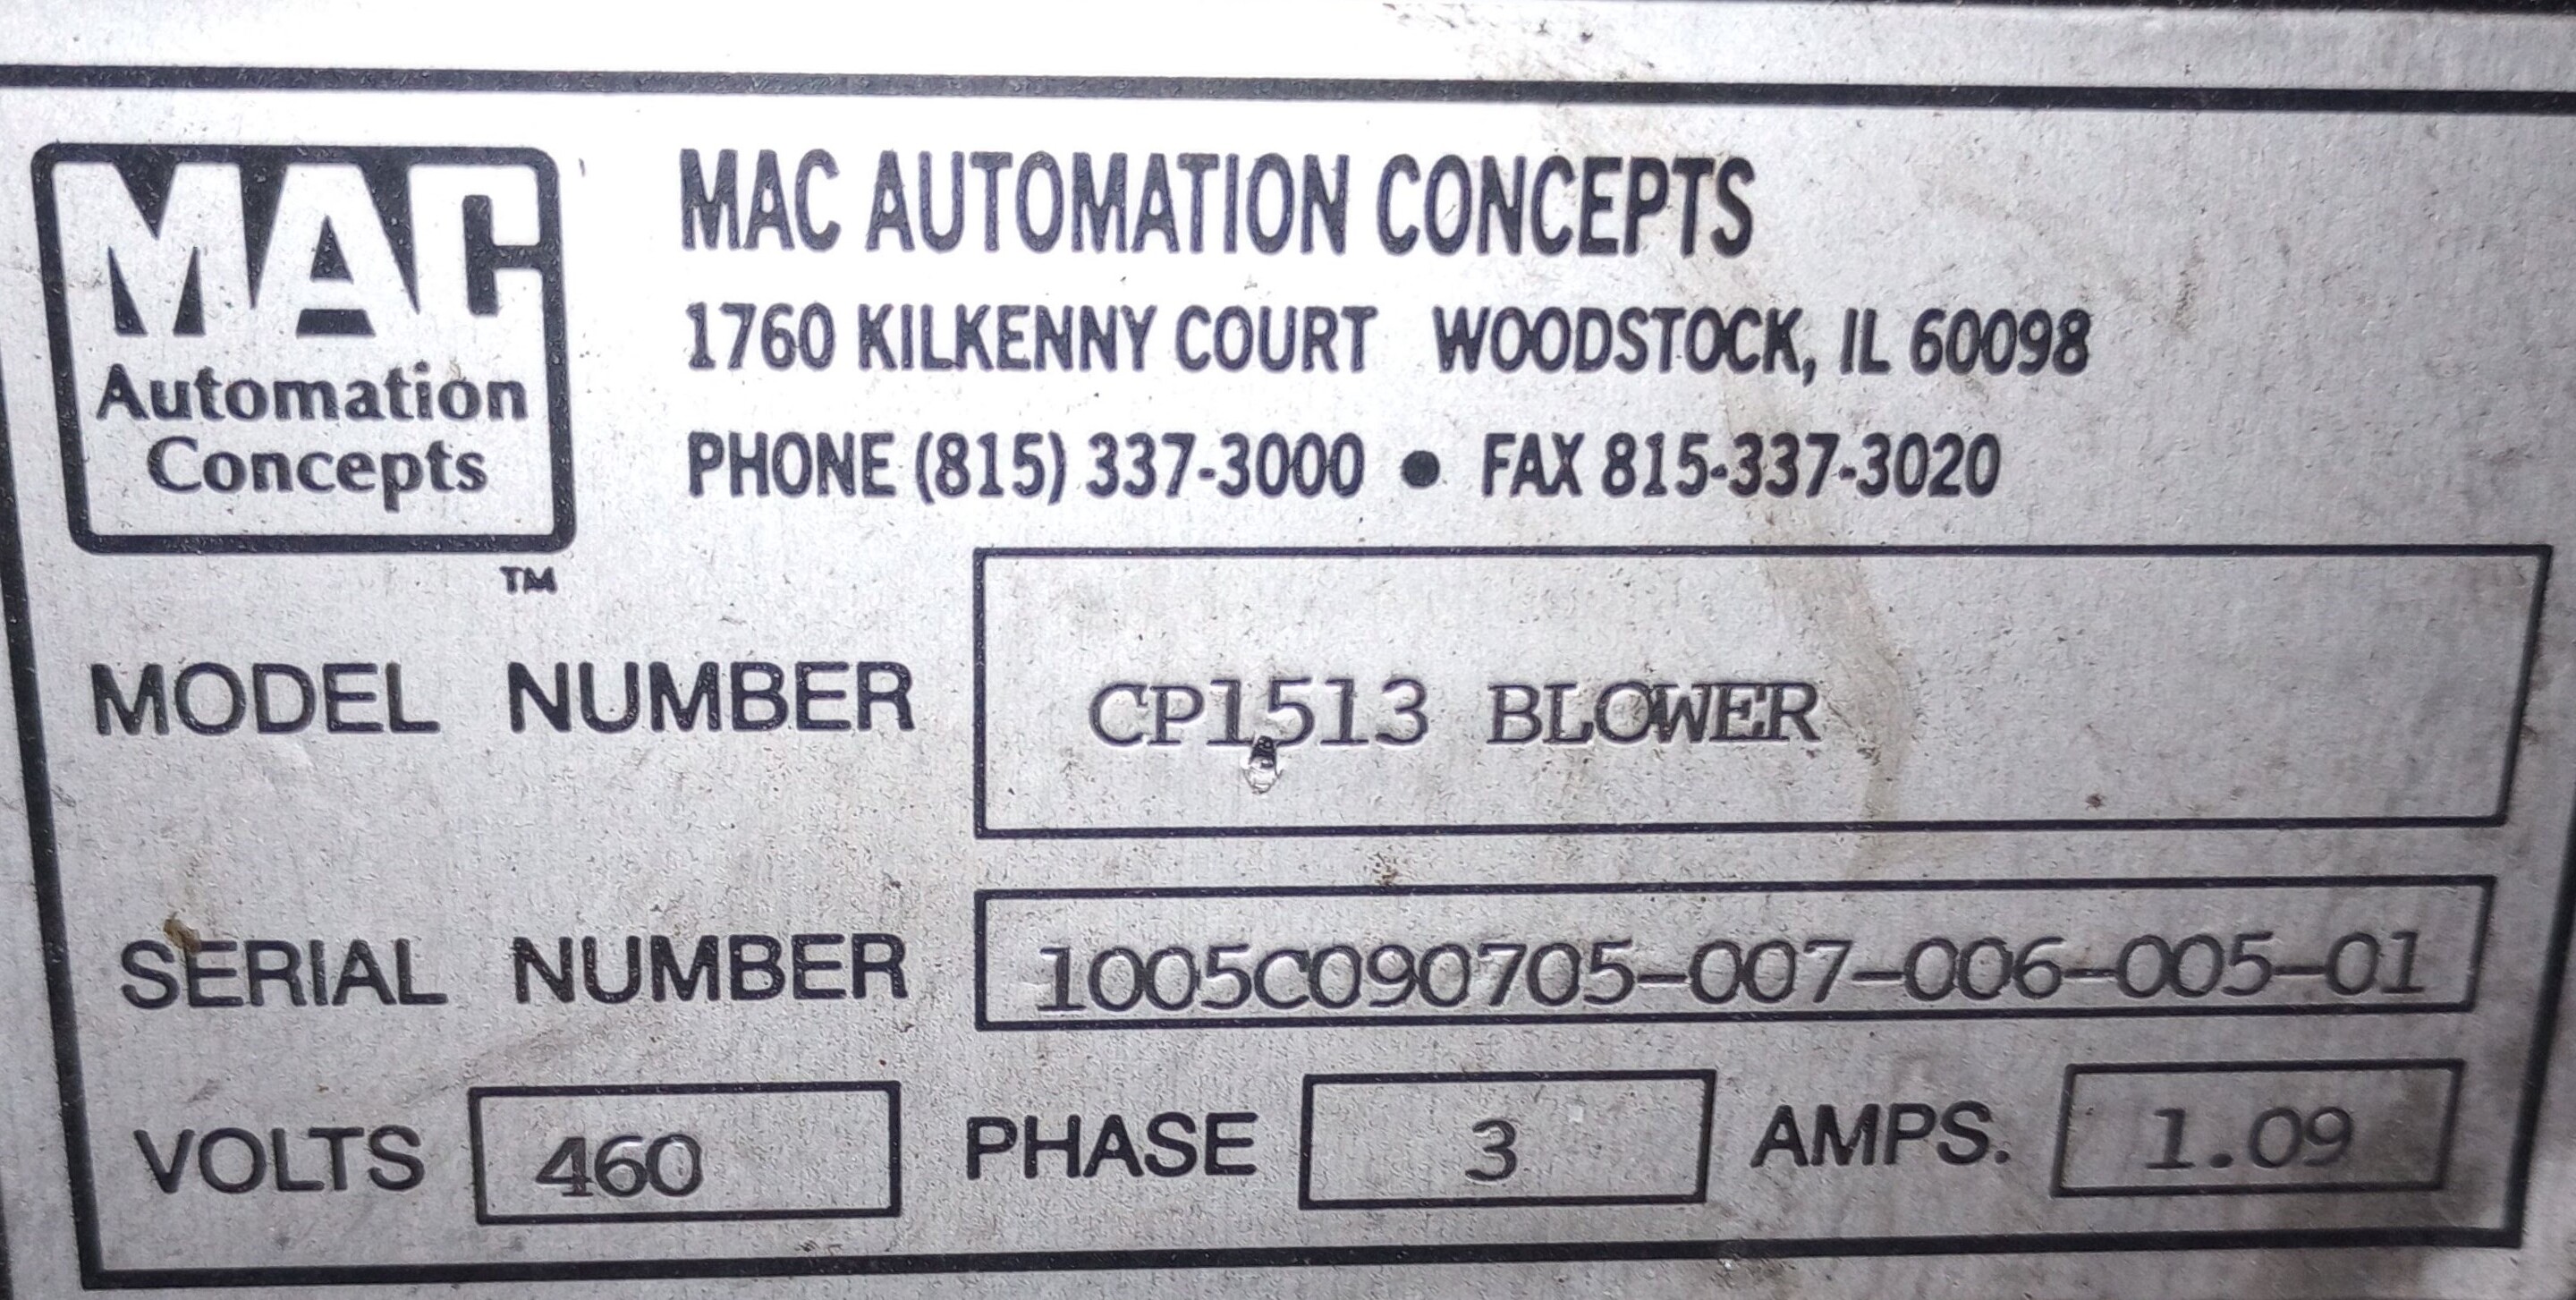 MAC
Automation
Concepts
TM
MAC AUTOMATION CONCEPTS
1760 KILKENNY COURT WOODSTOCK, IL 60098
PHONE (815) 337-3000 • FAX 815-337-3020
MODEL NUMBER CP1513 BLOWER
SERIAL NUMBER 1005C090705-007-006-005-01
VOLTS 460 PHASE 3 AMPS. 1.09